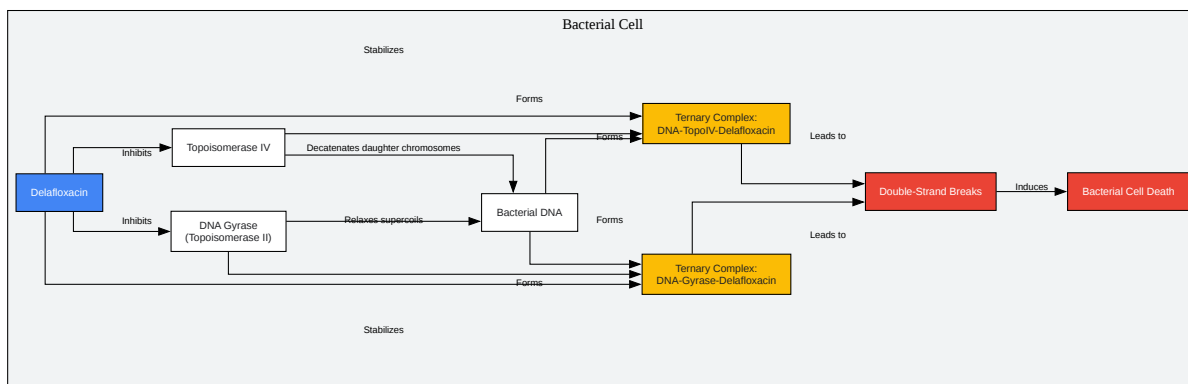 Bacterial Cell
Stabilizes
Forms
Ternary Complex:
DNA-TopoIV-Delafloxacin
Leads to
Forms
Topoisomerase IV
Decatenates daughter chromosomes
Inhibits
Delafloxacin
Double-Strand Breaks
Induces
Bacterial Cell Death
Bacterial DNA
Inhibits
DNA Gyrase
(Topoisomerase II)
Relaxes supercoils
Forms
Leads to
Ternary Complex:
DNA-Gyrase-Delafloxacin
Forms
Stabilizes